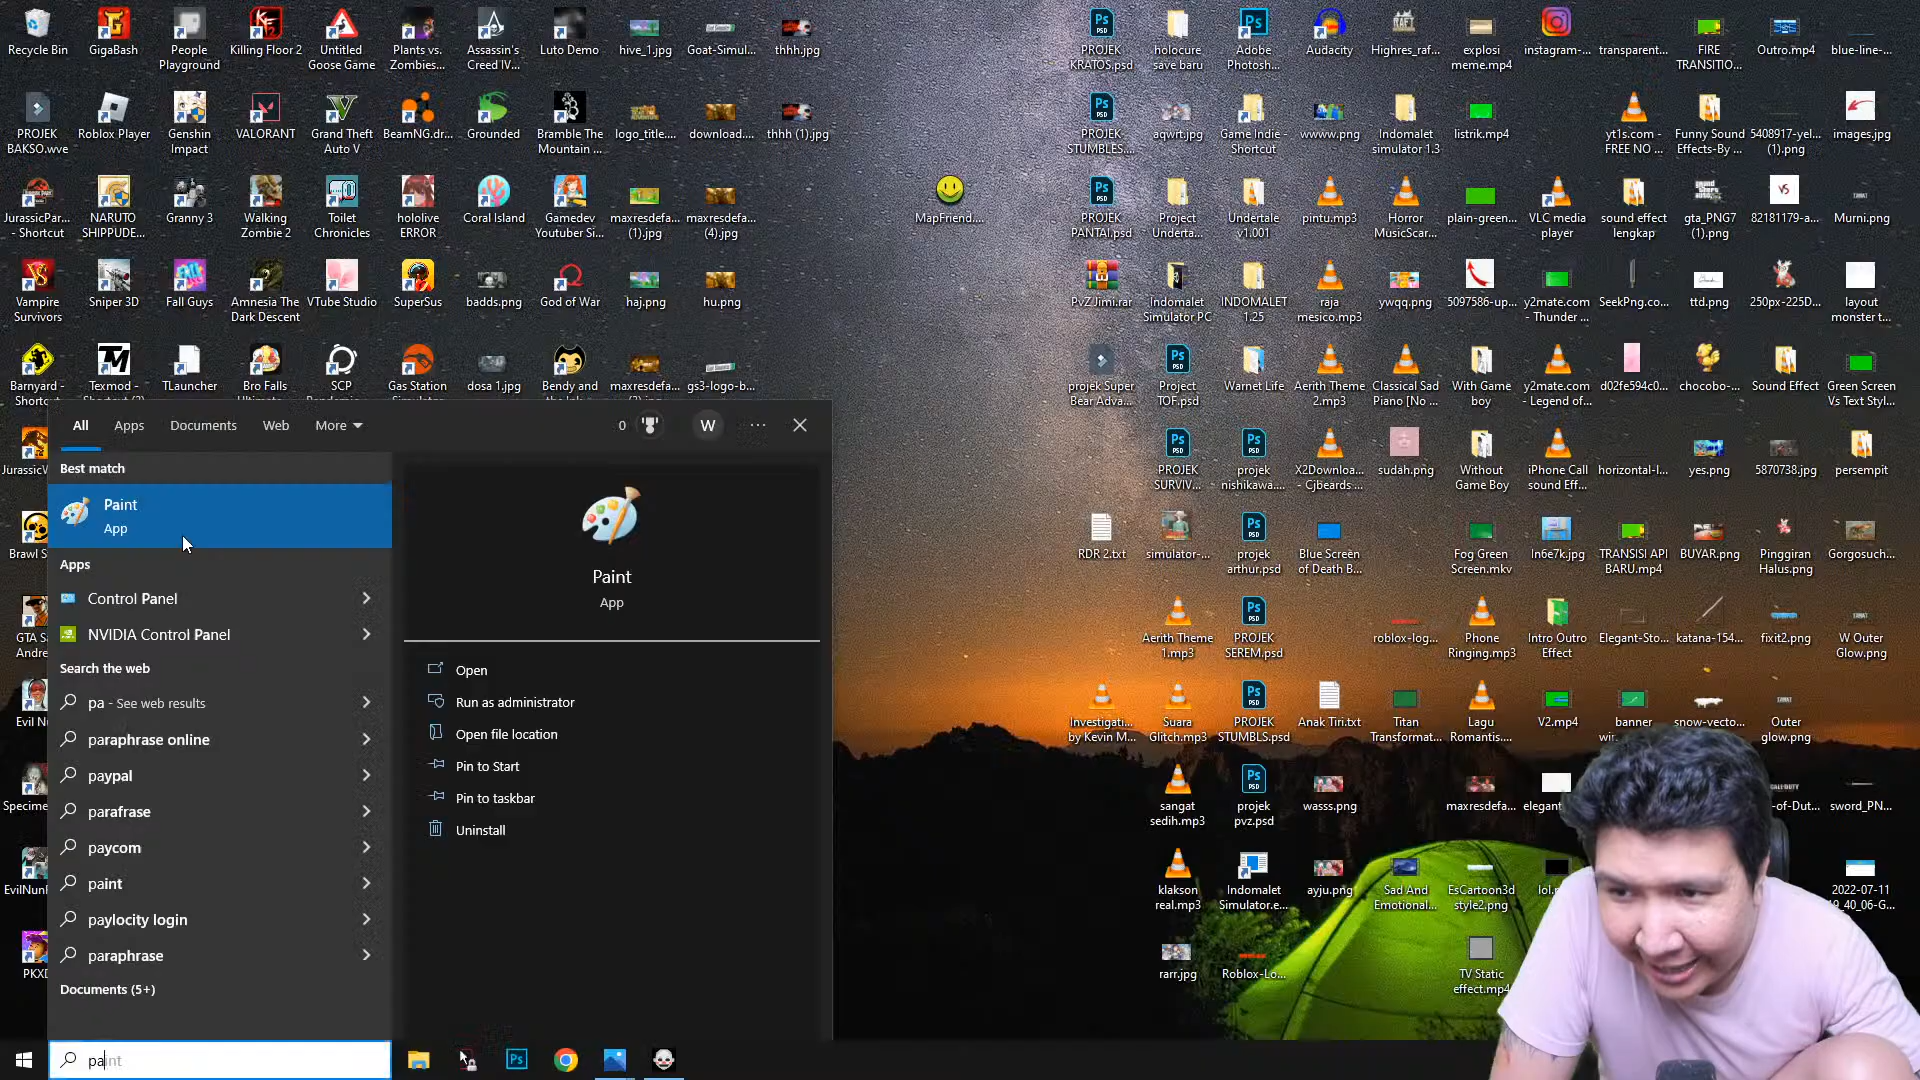 Recycle Bin
GigaBash
People
Playground
Killing Floor 2
Untitled
Goose Game
Plants vs.
Zombies...
Assassin's
Creed IV...
Luto Demo
hive_1.jpg
Goat-Simul...
thhh.jpg
PROJEK
KRATOS.psd
holocure
save baru
Adobe
Photosh...
Audacity
Highres_raf...
explosi
meme.mp4
instagram-...
transparent...
FIRE
TRANSITIO...
Outro.mp4
blue-line-...
PROJEK
BAKSO.wve
Roblox Player
Genshin
Impact
VALORANT
Grand Theft
Auto V
BeamNG.dr...
Grounded
Bramble The
Mountain ...
logo_title....
download....
thhh (1).jpg
PROJEK
STUMBLES....
aqwrt.jpg
Game Indie -
Shortcut
wwww.png
Indomalet
simulator 1.3
listrik.mp4
yt1s.com -
FREE NO ...
Funny Sound
Effects-By ...
5408917-yel...
(1).png
images.jpg
JurassicPar...
- Shortcut
NARUTO
SHIPPUDE...
Granny 3
Walking
Zombie 2
Toilet
Chronicles
hololive
ERROR
Coral Island
Gamedev
Youtuber Si...
maxresdefa...
(1).jpg
maxresdefa...
(4).jpg
MapFriend....
PROJEK
PANTAI.psd
Project
Underta...
Undertale
v1.001
pintu.mp3
Horror
MusicScar...
plain-green...
VLC media
player
sound effect
lengkap
gta_PNG7
(1).png
82181179-a...
Murni.png
Vampire
Survivors
Sniper 3D
Fall Guys
Amnesia The
Dark Descent
VTube Studio
SuperSus
badds.png
God of War
haj.png
hu.png
PvZ Jimi.rar
Indomalet
Simulator PC
INDOMALET
1.25
raja
mesico.mp3
ywqq.png
5097586-up...
y2mate.com
- Thunder ...
SeekPng.co...
ttd.png
250px-225D...
layout
monster t...
Barnyard -
Shortcut
Texmod -
TLauncher
Bro Falls
SCP
Gas Station
dosa 1.jpg
Bendy and
maxresdefa...
gs3-logo-b...
projek Super
Bear Adva...
Project
TOF.psd
Warnet Life
Aerith Theme
2.mp3
Classical Sad
Piano [No ...
With Game
boy
y2mate.com
- Legend of...
d02fe594c0...
chocobo-...
Sound Effect
Green Screen
Vs Text Styl...
All
Apps
Documents
Web
More
0
W
Best match
Paint
App
Paint
App
Apps
Control Panel
NVIDIA Control Panel
Search the web
pa - See web results
paraphrase online
paypal
parafrase
paycom
paint
paylocity login
paraphrase
Documents (5+)
Open
Run as administrator
Open file location
Pin to Start
Pin to taskbar
Uninstall
PROJEK
SURVIV...
projek
nishikawa....
X2Downloa...
- Cjbeards ...
sudah.png
Without
Game Boy
iPhone Call
sound Eff...
horizontal-l...
yes.png
5870738.jpg
persempit
RDR 2.txt
simulator-...
projek
arthur.psd
Blue Screen
of Death B...
Fog Green
Screen.mkv
ln6e7k.jpg
TRANSISI API
BARU.mp4
BUYAR.png
Pinggiran
Halus.png
Gorgosuch...
Aerith Theme
1.mp3
PROJEK
SEREM.psd
roblox-log...
Phone
Ringing.mp3
Intro Outro
Effect
Elegant-Sto...
katana-154...
fixit2.png
W Outer
Glow.png
Investigati...
by Kevin M...
Suara
Glitch.mp3
PROJEK
STUMBLS.psd
Anak Tiri.txt
Titan
Transformat...
Lagu
Romantis....
V2.mp4
banner
snow-vecto...
Outer
glow.png
sangat
sedih.mp3
projek
pvz.psd
wasss.png
maxresdefa...
elegant
-of-Dut...
sword_PN...
klakson
real.mp3
Indomalet
Simulator.e...
ayju.png
Sad And
Emotional...
EsCartoon3d
style2.png
lol.
2022-07-11
rarr.jpg
Roblox-Lo...
TV Static
effect.mp4
JurassicW
Brawl S
GTA S
Andre
Evil N
Specime
EvilNun
PKXD
paint